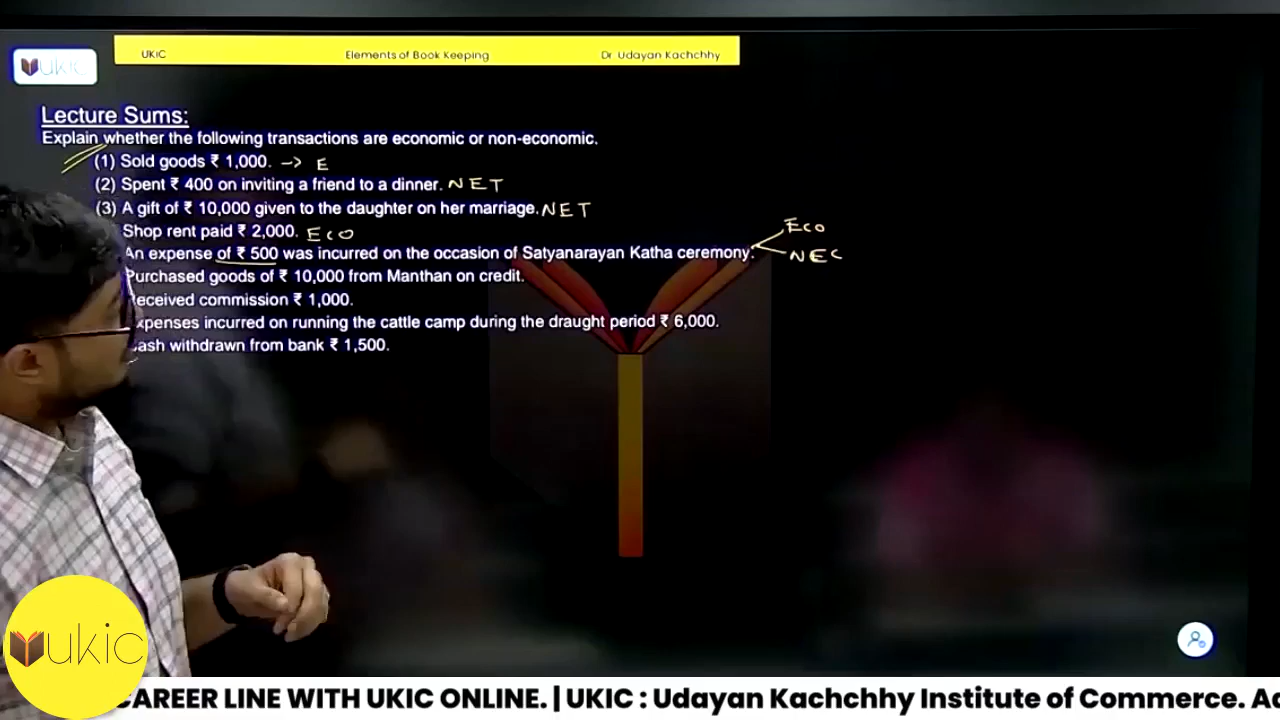 ukic
UKIC Elements of Book Keeping Dr. Udayan Kachchhy
Lecture Sums:
Explain whether the following transactions are economic or non-economic.
(1) Sold goods ₹ 1,000. -> E
(2) Spent ₹ 400 on inviting a friend to a dinner. NET
(3) A gift of ₹ 10,000 given to the daughter on her marriage. NET
Shop rent paid ₹ 2,000. ECO
ECO
An expense of ₹ 500 was incurred on the occasion of Satyanarayan Katha ceremony.
NEC
Purchased goods of ₹ 10,000 from Manthan on credit.
eceived commission ₹ 1,000.
xpenses incurred on running the cattle camp during the draught period ₹ 6,000.
ash withdrawn from bank ₹ 1,500.
ukic
CAREER LINE WITH UKIC ONLINE. | UKIC : Udayan Kachchhy Institute of Commerce. Ad